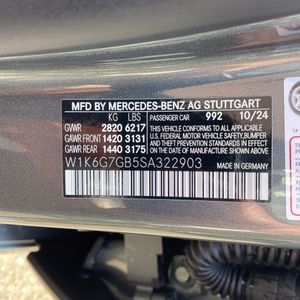 MFD BY MERCEDES-BENZ AG STUTTGART
KG LBS PASSENGER CAR 992 10/24
GWR 2820 6217
GAWR FRONT 1420 3131
GAWR REAR 1440 3175
THIS VEHICLE CONFORMS TO ALL APPLICABLE
U.S. FEDERAL MOTOR VEHICLE SAFETY, BUMPER
AND THEFT PREVENTION STANDARDS IN EFFECT
ON DATE OF MANUFACTURE SHOWN ABOVE
W1K6G7GB5SA322903
MADE IN GERMANY